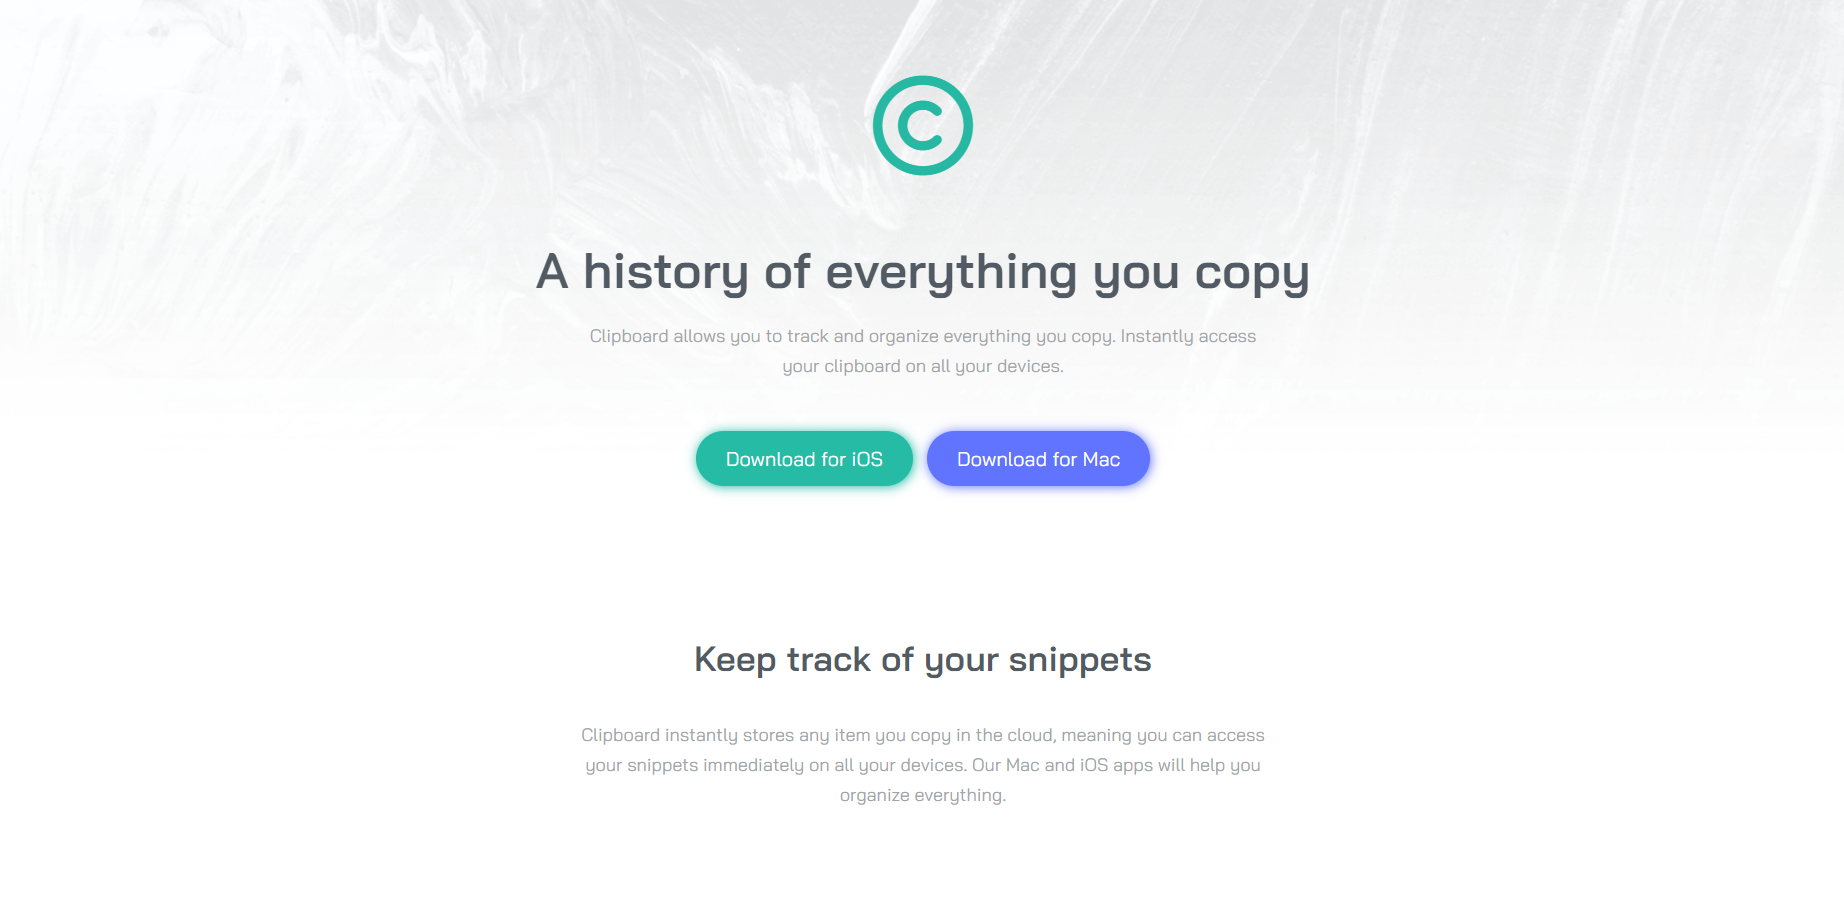 ©
A history of everything you copy
Clipboard allows you to track and organize everything you copy. Instantly access
your clipboard on all your devices.
Download for iOS
Download for Mac
Keep track of your snippets
Clipboard instantly stores any item you copy in the cloud, meaning you can access
your snippets immediately on all your devices. Our Mac and iOS apps will help you
organize everything.